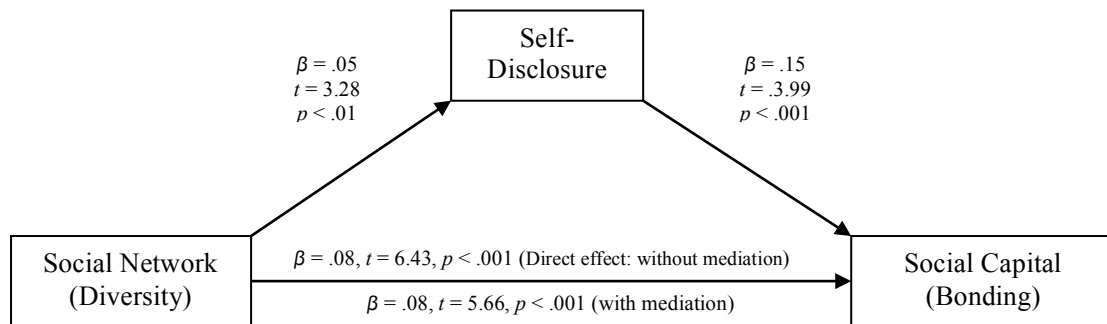 Self-
Disclosure
β = .05
t = 3.28
p < .01
β = .15
t = .3.99
p < .001
Social Network
(Diversity)
β = .08, t = 6.43, p < .001 (Direct effect: without mediation)
β = .08, t = 5.66, p < .001 (with mediation)
Social Capital
(Bonding)